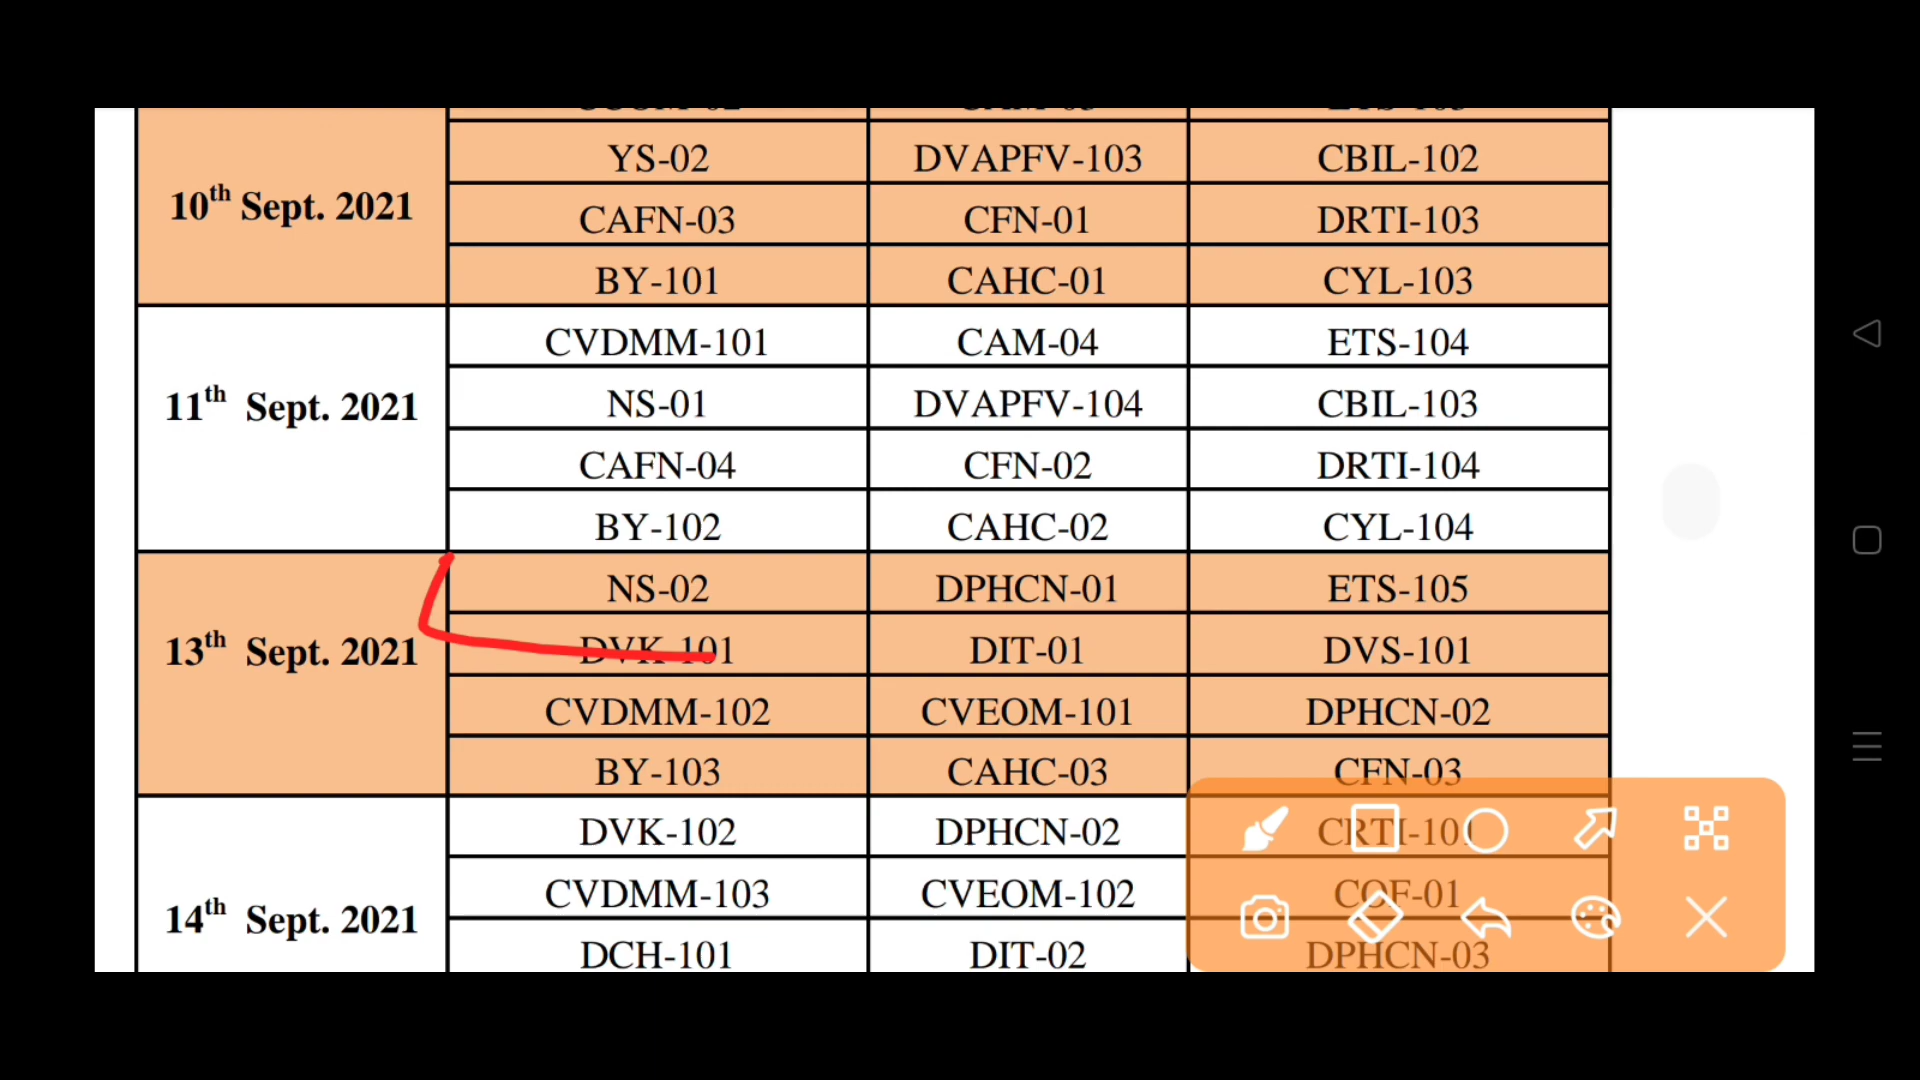 YS-02 DVAPFV-103 CBIL-102
10th Sept. 2021
CAFN-03 CFN-01 DRTI-103
BY-101 CAHC-01 CYL-103
CVDMM-101 CAM-04 ETS-104
11th Sept. 2021
NS-01 DVAPFV-104 CBIL-103
CAFN-04 CFN-02 DRTI-104
BY-102 CAHC-02 CYL-104
NS-02 DPHCN-01 ETS-105
13th Sept. 2021
DVK-101 DIT-01 DVS-101
CVDMM-102 CVEOM-101 DPHCN-02
BY-103 CAHC-03 CFN-03
DVK-102 DPHCN-02 CRTI-101
14th Sept. 2021
CVDMM-103 CVEOM-102 COF-01
DCH-101 DIT-02 DPHCN-03